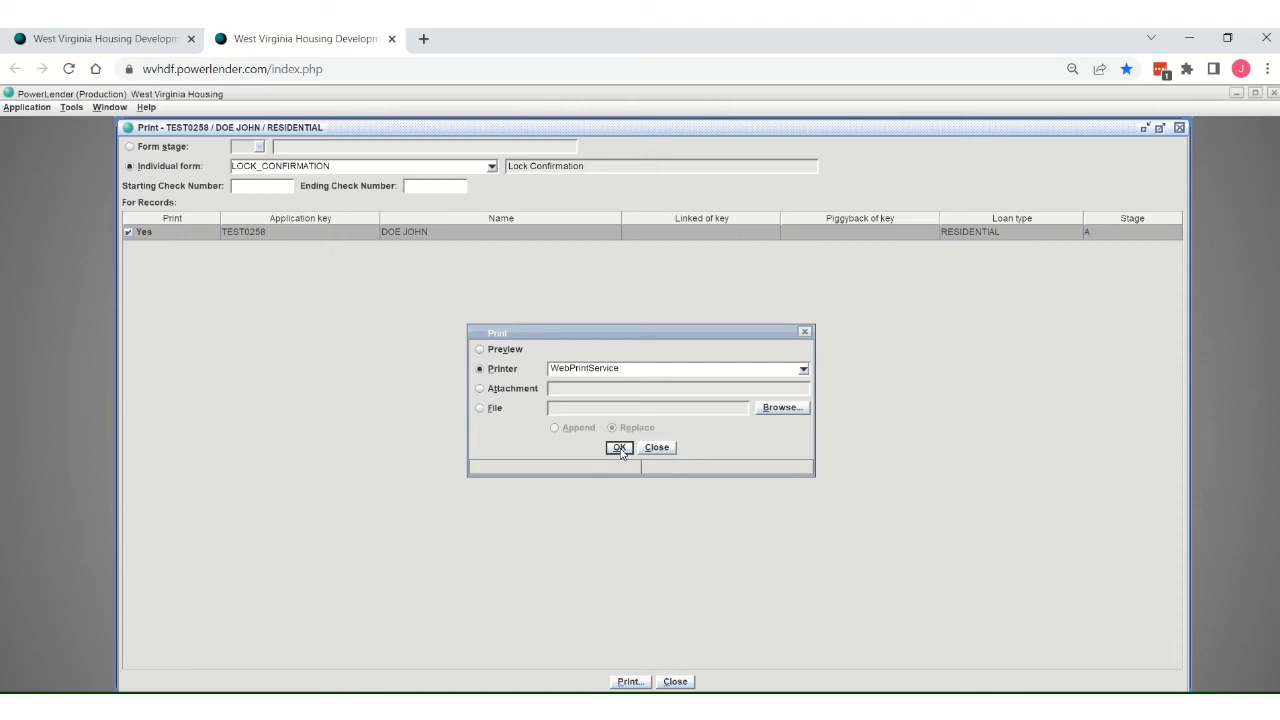 West Virginia Housing Developm
West Virginia Housing Developm
wvhdf.powerlender.com/index.php
1
J
PowerLender (Production) West Virginia Housing
Application Tools Window Help
Print - TEST0258 / DOE JOHN / RESIDENTIAL
Form stage:
Individual form: LOCK_CONFIRMATION Lock Confirmation
Starting Check Number: Ending Check Number:
For Records:
Print Application key Name Linked of key Piggyback of key Loan type Stage
Yes TEST0258 DOE JOHN RESIDENTIAL A
Print
Preview
Printer WebPrintService
Attachment
File Browse...
Append Replace
OK Close
Print... Close